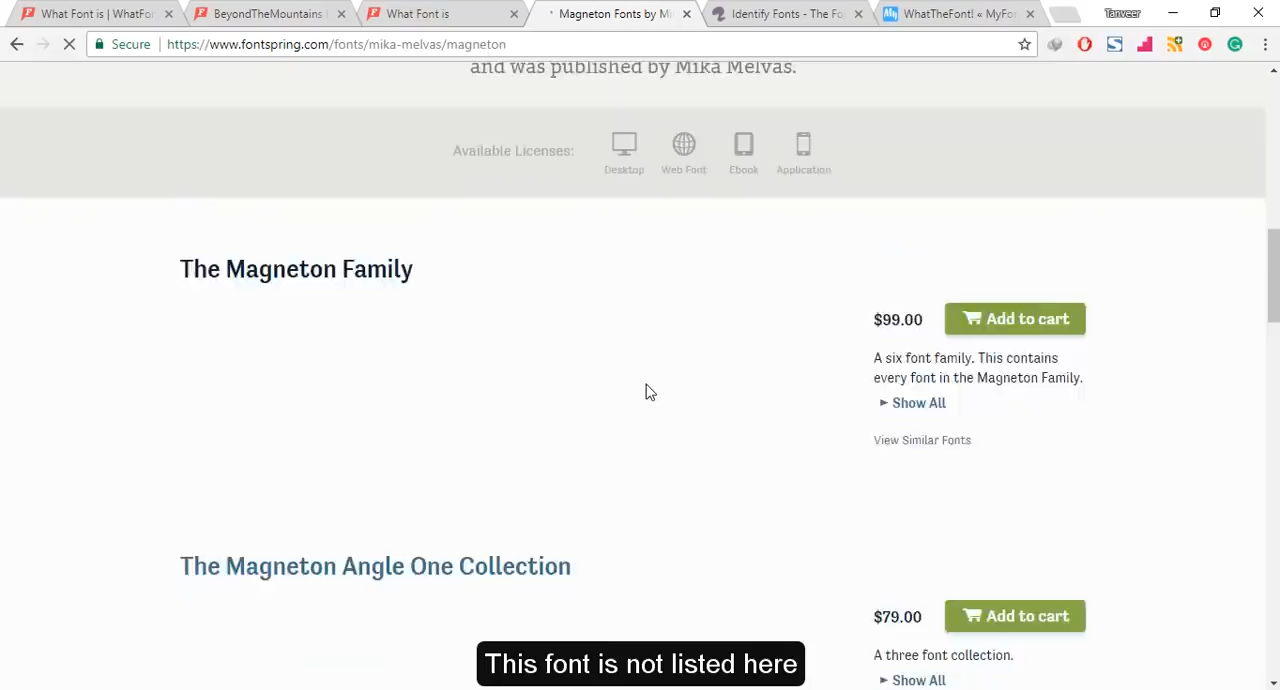 What Font is | WhatFor
BeyondTheMountains
What Font is
Magneton Fonts by Mi
Identify Fonts - The Fo
WhatTheFont! « MyFon
Tanveer
Secure
https://www.fontspring.com/fonts/mika-melvas/magneton
and was published by Mika Melvas.
Available Licenses:
Desktop
Web Font
Ebook
Application
The Magneton Family
$99.00
Add to cart
A six font family. This contains
every font in the Magneton Family.
► Show All
View Similar Fonts
The Magneton Angle One Collection
$79.00
Add to cart
A three font collection.
► Show All
This font is not listed here